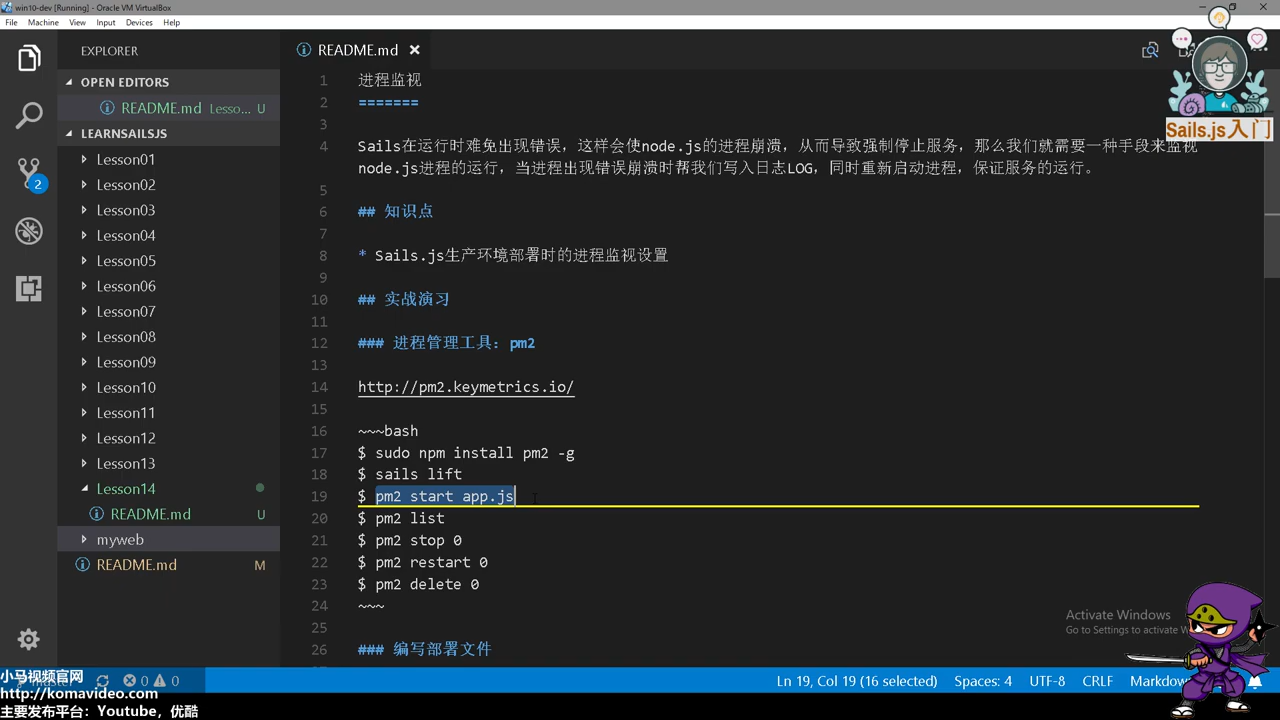 win10-dev [Running] - Oracle VM VirtualBox
File Machine View Input Devices Help
EXPLORER
OPEN EDITORS
README.md Lesso... U
LEARNSAILSJS
Lesson01
Lesson02
Lesson03
Lesson04
Lesson05
Lesson06
Lesson07
Lesson08
Lesson09
Lesson10
Lesson11
Lesson12
Lesson13
Lesson14
README.md U
myweb
README.md M
2
README.md
Sails.js入门
1 进程监视
2 =======
3
4 Sails在运行时难免出现错误，这样会使node.js的进程崩溃，从而导致强制停止服务，那么我们就需要一种手段来监视
node.js进程的运行，当进程出现错误崩溃时帮我们写入日志LOG，同时重新启动进程，保证服务的运行。
5
6 ## 知识点
7
8 * Sails.js生产环境部署时的进程监视设置
9
10 ## 实战演习
11
12 ### 进程管理工具：pm2
13
14 http://pm2.keymetrics.io/
15
16 ~~~bash
17 $ sudo npm install pm2 -g
18 $ sails lift
19 $ pm2 start app.js
20 $ pm2 list
21 $ pm2 stop 0
22 $ pm2 restart 0
23 $ pm2 delete 0
24 ~~~
25
26 ### 编写部署文件
Activate Windows
Go to Settings to activate W
小马视频官网
http://komavideo.com
主要发布平台：Youtube，优酷
0 0
Ln 19, Col 19 (16 selected) Spaces: 4 UTF-8 CRLF Markdow